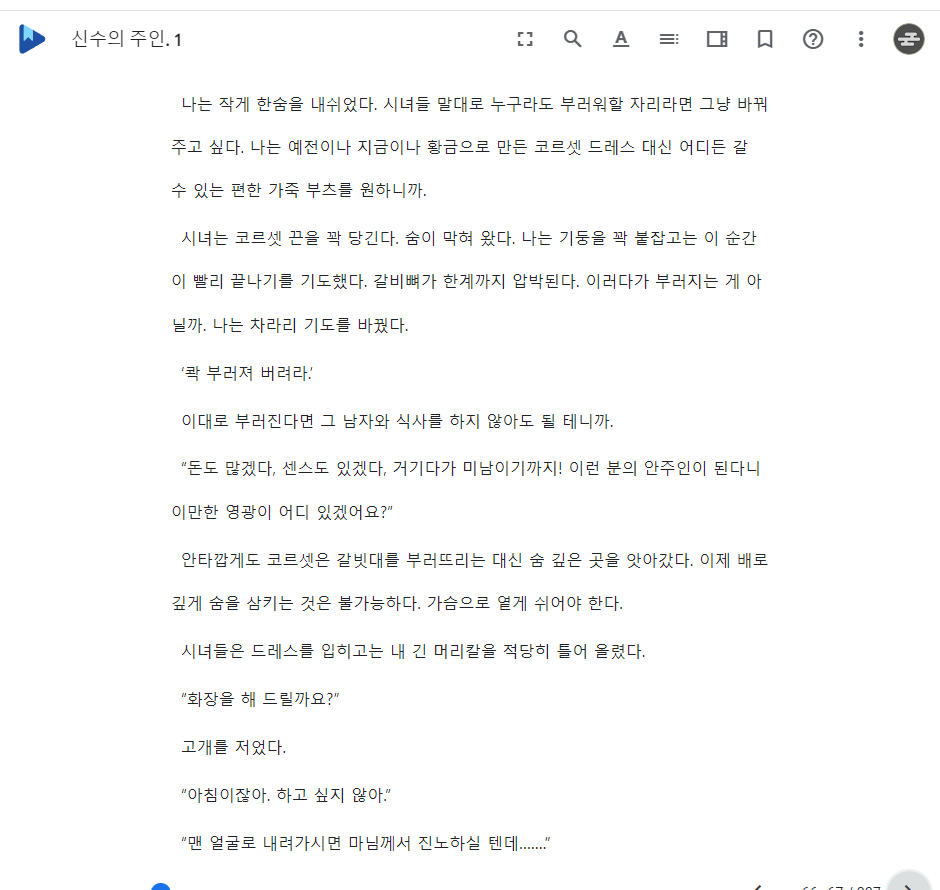 신수의 주인. 1
나는 작게 한숨을 내쉬었다. 시녀들 말대로 누구라도 부러워할 자리라면 그냥 바꿔
주고 싶다. 나는 예전이나 지금이나 황금으로 만든 코르셋 드레스 대신 어디든 갈
수 있는 편한 가죽 부츠를 원하니까.
시녀는 코르셋 끈을 꽉 당긴다. 숨이 막혀 왔다. 나는 기둥을 꽉 붙잡고는 이 순간
이 빨리 끝나기를 기도했다. 갈비뼈가 한계까지 압박된다. 이러다가 부러지는 게 아
닐까. 나는 차라리 기도를 바꿨다.
‘콱 부러져 버려라.’
이대로 부러진다면 그 남자와 식사를 하지 않아도 될 테니까.
“돈도 많겠다, 센스도 있겠다, 거기다가 미남이기까지! 이런 분의 안주인이 된다니
이만한 영광이 어디 있겠어요?”
안타깝게도 코르셋은 갈빗대를 부러뜨리는 대신 숨 깊은 곳을 앗아갔다. 이제 배로
깊게 숨을 삼키는 것은 불가능하다. 가슴으로 옅게 쉬어야 한다.
시녀들은 드레스를 입히고는 내 긴 머리칼을 적당히 틀어 올렸다.
“화장을 해 드릴까요?”
고개를 저었다.
“아침이잖아. 하고 싶지 않아.”
“맨 얼굴로 내려가시면 마님께서 진노하실 텐데…….”